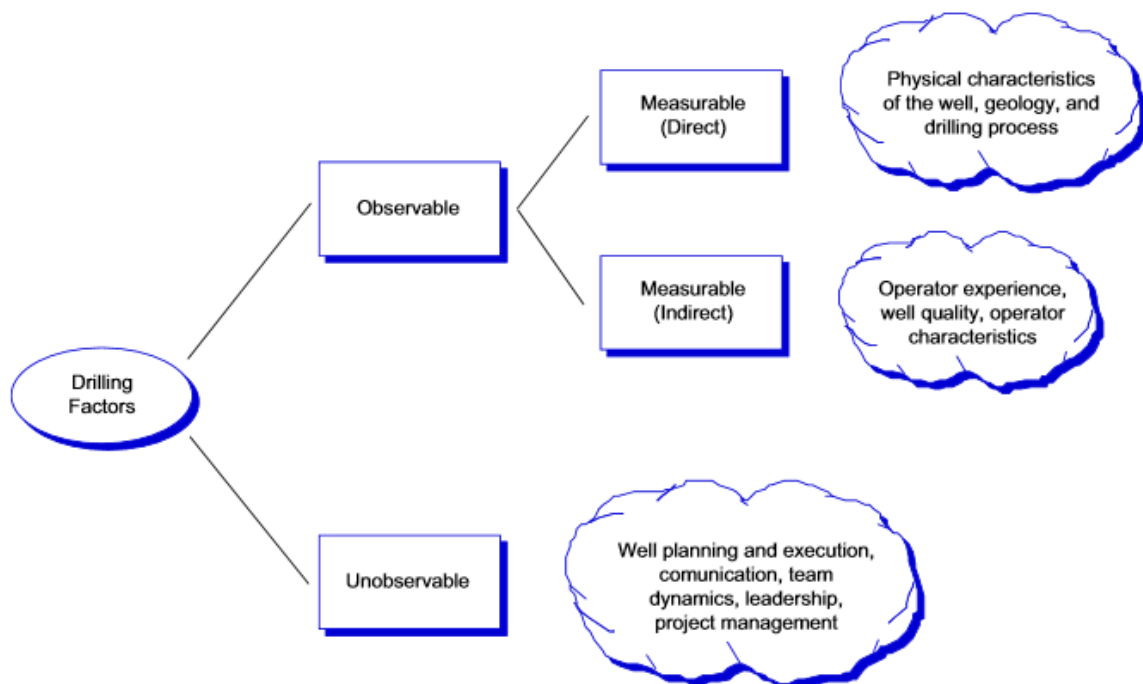 Physical characteristics
of the well, geology, and
drilling process
Measurable
(Direct)
Observable
Measurable
(Indirect)
Operator experience,
well quality, operator
characteristics
Drilling
Factors
Unobservable
Well planning and execution,
comunication, team
dynamics, leadership,
project management